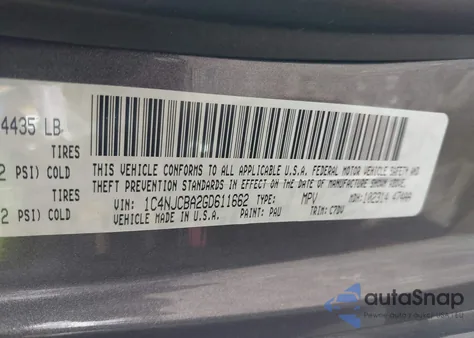 4435 LB
TIRES
2 PSI) COLD
TIRES
2 PSI) COLD
THIS VEHICLE CONFORMS TO ALL APPLICABLE U.S.A. FEDERAL MOTOR VEHICLE SAFETY AND
THEFT PREVENTION STANDARDS IN EFFECT ON THE DATE OF MANUFACTURE SHOWN ABOVE.
VIN: 1C4NJCBA2GD611662 TYPE: MPV MDH: 102314
VEHICLE MADE IN U.S.A. PAINT: PAU TRIM:
autoSnap